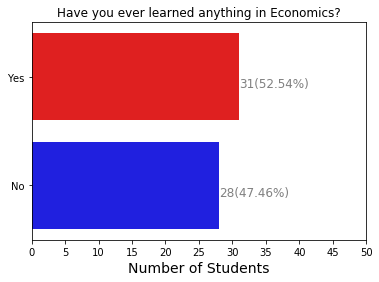 Have you ever learned anything in Economics?
Yes
31(52.54%)
No
28(47.46%)
0 5 10 15 20 25 30 35 40 45 50
Number of Students